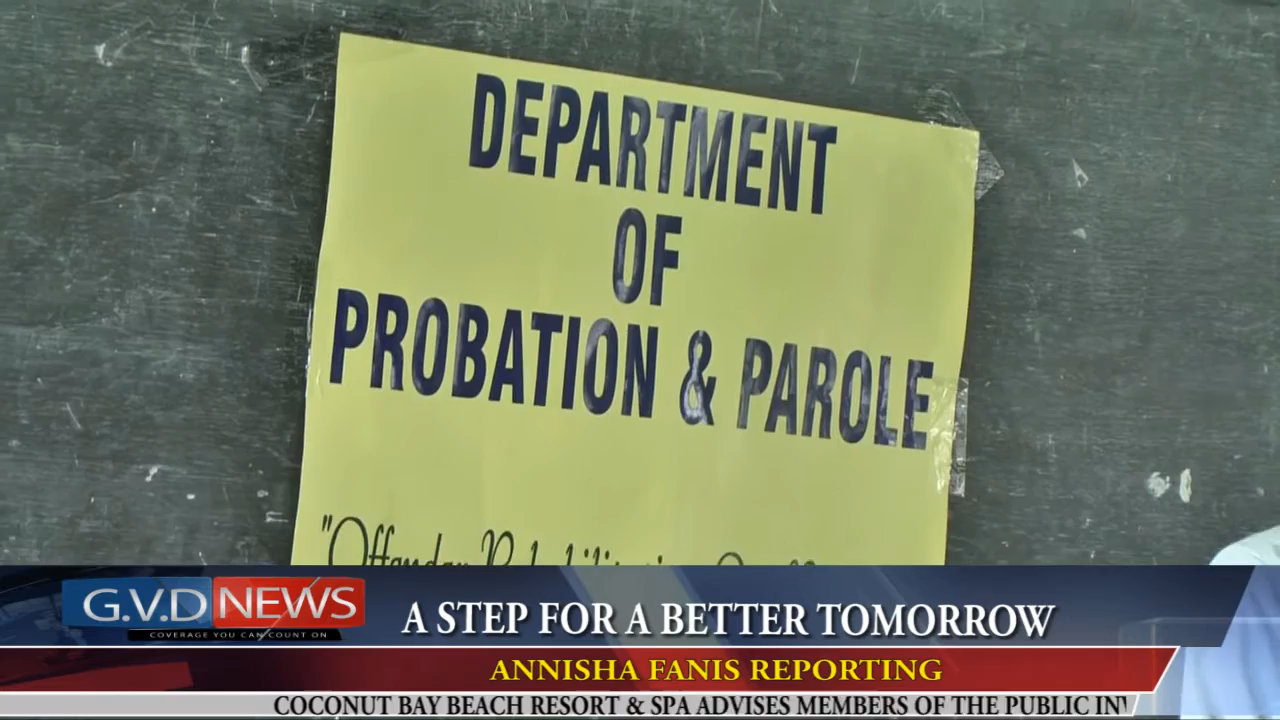 DEPARTMENT
OF
PROBATION & PAROLE
"Offender
G.V.D NEWS
COVERAGE YOU CAN COUNT ON
A STEP FOR A BETTER TOMORROW
ANNISHA FANIS REPORTING
COCONUT BAY BEACH RESORT & SPA ADVISES MEMBERS OF THE PUBLIC